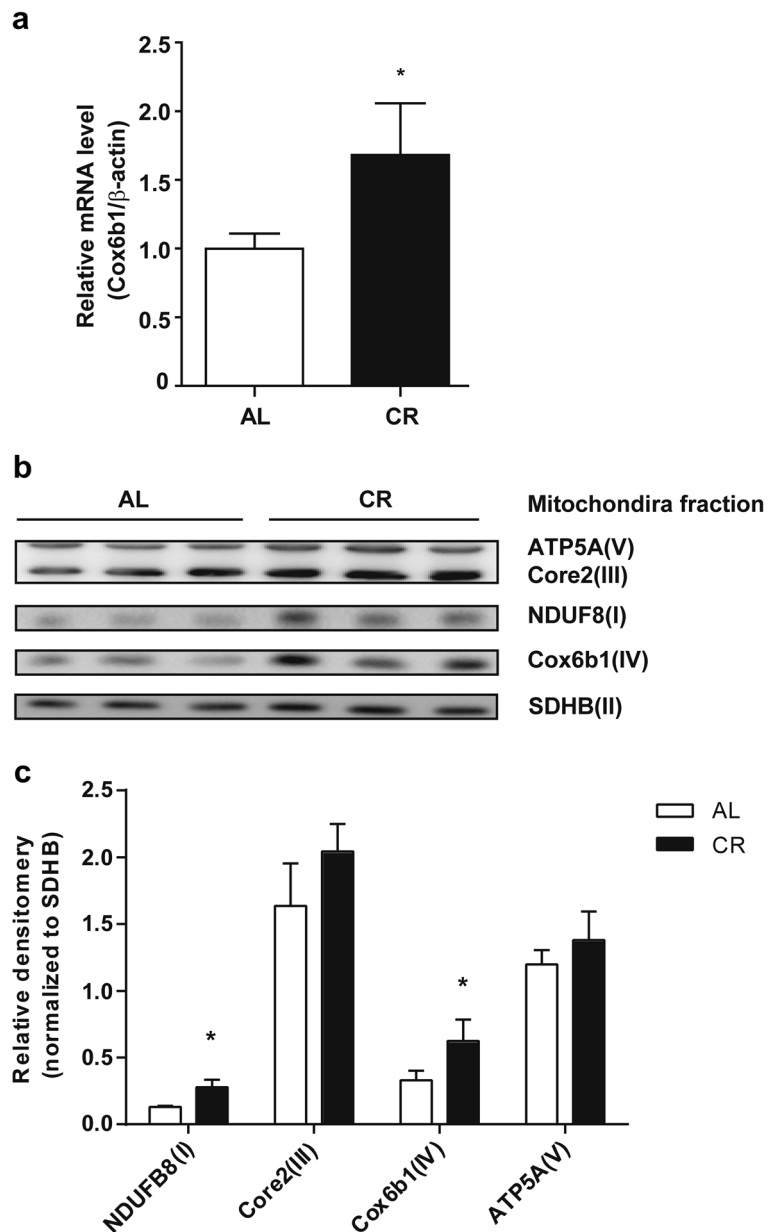 a
Relative mRNA level
(Cox6b1/β-actin)
2.5
2.0
1.5
1.0
0.5
0
*
AL
CR
b
AL
CR
Mitochondira fraction
ATP5A(V)
Core2(III)
NDUF8(I)
Cox6b1(IV)
SDHB(II)
c
Relative densitomery
(normalized to SDHB)
2.5
2.0
1.5
1.0
0.5
0.0
*
*
AL
CR
NDUFB8(I)
Core2(III)
Cox6b1(IV)
ATP5A(V)